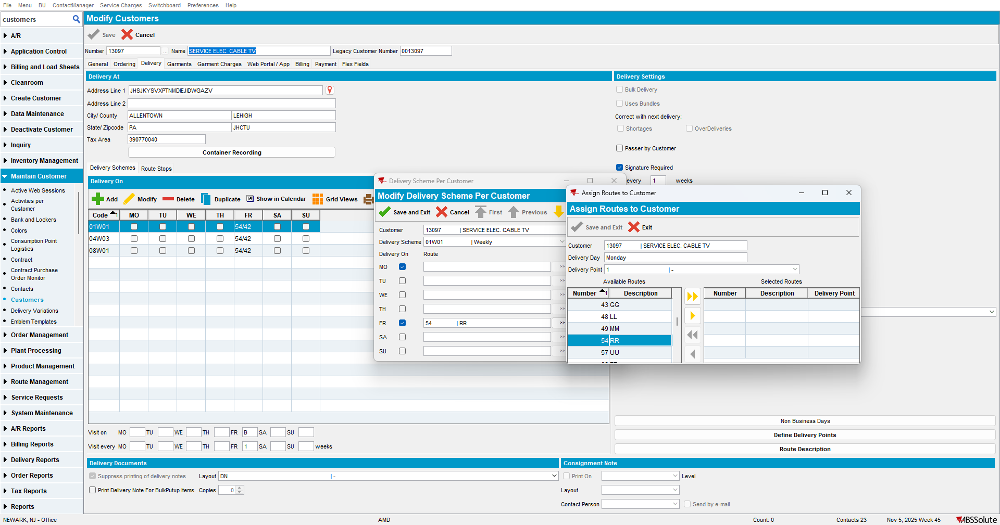 File Menu BU ContactManager Service Charges Switchboard Preferences Help
customers
Modify Customers
Save Cancel
Number 13097 ... Name SERVICE ELEC. CABLE TV Legacy Customer Number 0013097
General Ordering Delivery Garments Garment Charges Web Portal / App Billing Payment Flex Fields
A/R
Application Control
Billing and Load Sheets
Cleanroom
Create Customer
Data Maintenance
Deactivate Customer
Inquiry
Inventory Management
Maintain Customer
Active Web Sessions
Activities per
Customer
Bank and Lockers
Colors
Consumption Point
Logistics
Contract
Contract Purchase
Order Monitor
Contacts
Customers
Delivery Variations
Emblem Templates
Order Management
Plant Processing
Product Management
Route Management
Service Requests
System Maintenance
A/R Reports
Billing Reports
Delivery Reports
Order Reports
Tax Reports
Reports
Delivery At
Address Line 1 JHSJKYSVXPTNMDIEJIDWGAZV
Address Line 2
City/ County ALLENTOWN LEHIGH
State/ Zipcode PA JHCTU
Tax Area 390770040
Container Recording
Delivery Schemes Route Stops
Delivery On
Add Modify Delete Duplicate 16 Show in Calendar Grid Views
Code 1 MO TU WE TH FR SA SU
01W01 54/42
04W03 54/42
08W01 54/42
Visit on MO TU WE TH FR B SA SU
Visit every MO TU WE TH FR 1 SA SU weeks
Delivery Settings
Bulk Delivery
Uses Bundles
Correct with next delivery:
Shortages OverDeliveries
Passer by Customer
Signature Required
every 1 weeks
Non Business Days
Define Delivery Points
Route Description
Delivery Scheme Per Customer
Modify Delivery Scheme Per Customer
Save and Exit Cancel First Previous
Customer 13097 | SERVICE ELEC. CABLE TV
Delivery Scheme 01W01 | Weekly
Delivery On Route
MO >>
TU >>
WE >>
TH >>
FR 54 | RR >>
SA >>
SU >>
Assign Routes to Customer
Assign Routes to Customer
Save and Exit Exit
Customer 13097 | SERVICE ELEC. CABLE TV
Delivery Day Monday
Delivery Point 1 | -
Available Routes Selected Routes
Number 1 Description Number Description Delivery Point
43 GG
48 LL
49 MM
54 RR
57 UU
Delivery Documents
Suppress printing of delivery notes Layout DN | -
Print Delivery Note For BulkPutup Items Copies 0
Consignment Note
Print On Level
Layout
Contact Person Send by e-mail
NEWARK, NJ - Office AMD Count: 0 Contacts 23 Nov 5, 2025 Week 45 ABSSolute